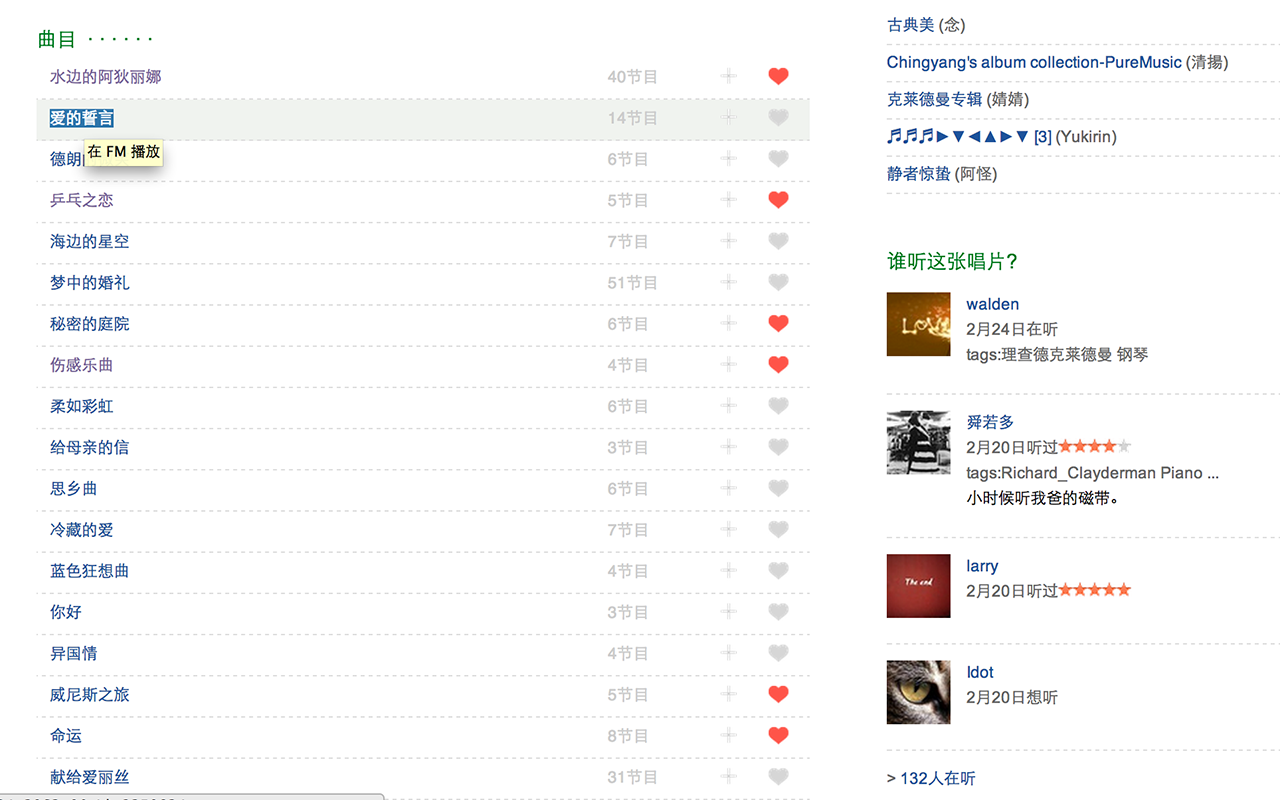 曲目 · · · · · ·
水边的阿狄丽娜 40节目
爱的誓言 14节目
在 FM 播放
德朗 6节目
乒乓之恋 5节目
海边的星空 7节目
梦中的婚礼 51节目
秘密的庭院 6节目
伤感乐曲 4节目
柔如彩虹 6节目
给母亲的信 3节目
思乡曲 6节目
冷藏的爱 7节目
蓝色狂想曲 4节目
你好 3节目
异国情 4节目
威尼斯之旅 5节目
命运 8节目
献给爱丽丝 31节目
古典美 (念)
Chingyang's album collection-PureMusic (清揚)
克莱德曼专辑 (婧婧)
♬♬♬►▼◄▲►▼ [3] (Yukirin)
静者惊蛰 (阿怪)
谁听这张唱片?
LOVE
walden
2月24日在听
tags:理查德克莱德曼 钢琴
舜若多
2月20日听过★★★★★
tags:Richard_Clayderman Piano ...
小时候听我爸的磁带。
The end
larry
2月20日听过★★★★★
Idot
2月20日想听
> 132人在听